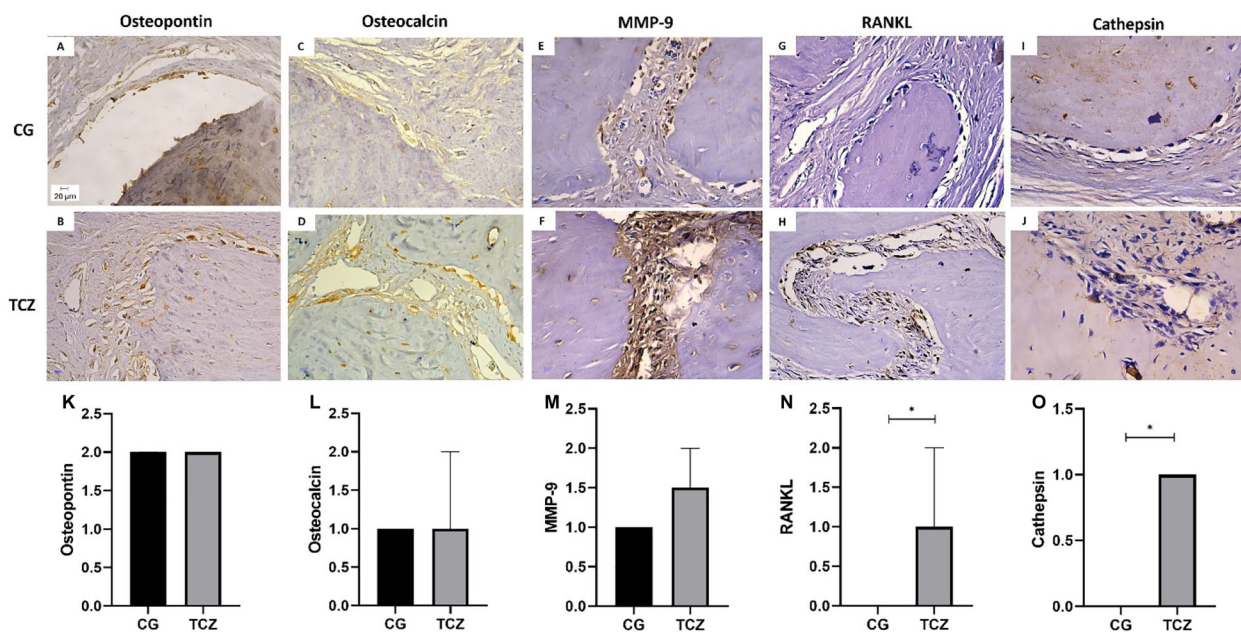 Osteopontin Osteocalcin MMP-9 RANKL Cathepsin
A C E G I
CG
20 µm
B D F H J
TCZ
K L M N O
Osteopontin
2.5
2.0
1.5
1.0
0.5
0.0
CG TCZ
Osteocalcin
2.5
2.0
1.5
1.0
0.5
0.0
CG TCZ
MMP-9
2.5
2.0
1.5
1.0
0.5
0.0
CG TCZ
RANKL
2.5
2.0
1.5
1.0
0.5
0.0
*
CG TCZ
Cathepsin
1.5
1.0
0.5
0.0
*
CG TCZ